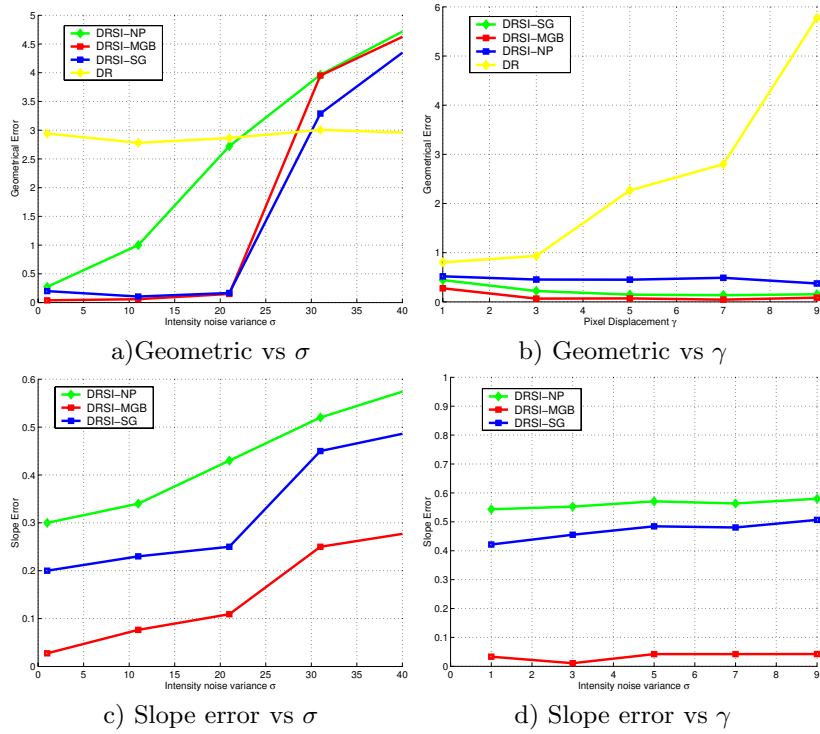 5
4.5
4
3.5
3
2.5
2
1.5
1
0.5
0
Geometrical Error
DRSI−NP
DRSI−MGB
DRSI−SG
DR
0 5 10 15 20 25 30 35 40
Intensity noise variance σ
a)Geometric vs σ
6
5
4
3
2
1
0
Geometrical Error
DRSI−SG
DRSI−MGB
DRSI−NP
DR
1 2 3 4 5 6 7 8 9
Pixel Displacement γ
b) Geometric vs γ
0.6
0.5
0.4
0.3
0.2
0.1
0
Slope Error
DRSI−NP
DRSI−MGB
DRSI−SG
0 5 10 15 20 25 30 35 40
Intensity noise variance σ
c) Slope error vs σ
1
0.9
0.8
0.7
0.6
0.5
0.4
0.3
0.2
0.1
0
Slope Error
DRSI−NP
DRSI−MGB
DRSI−SG
0 1 2 3 4 5 6 7 8 9
Intensity noise variance σ
d) Slope error vs γ